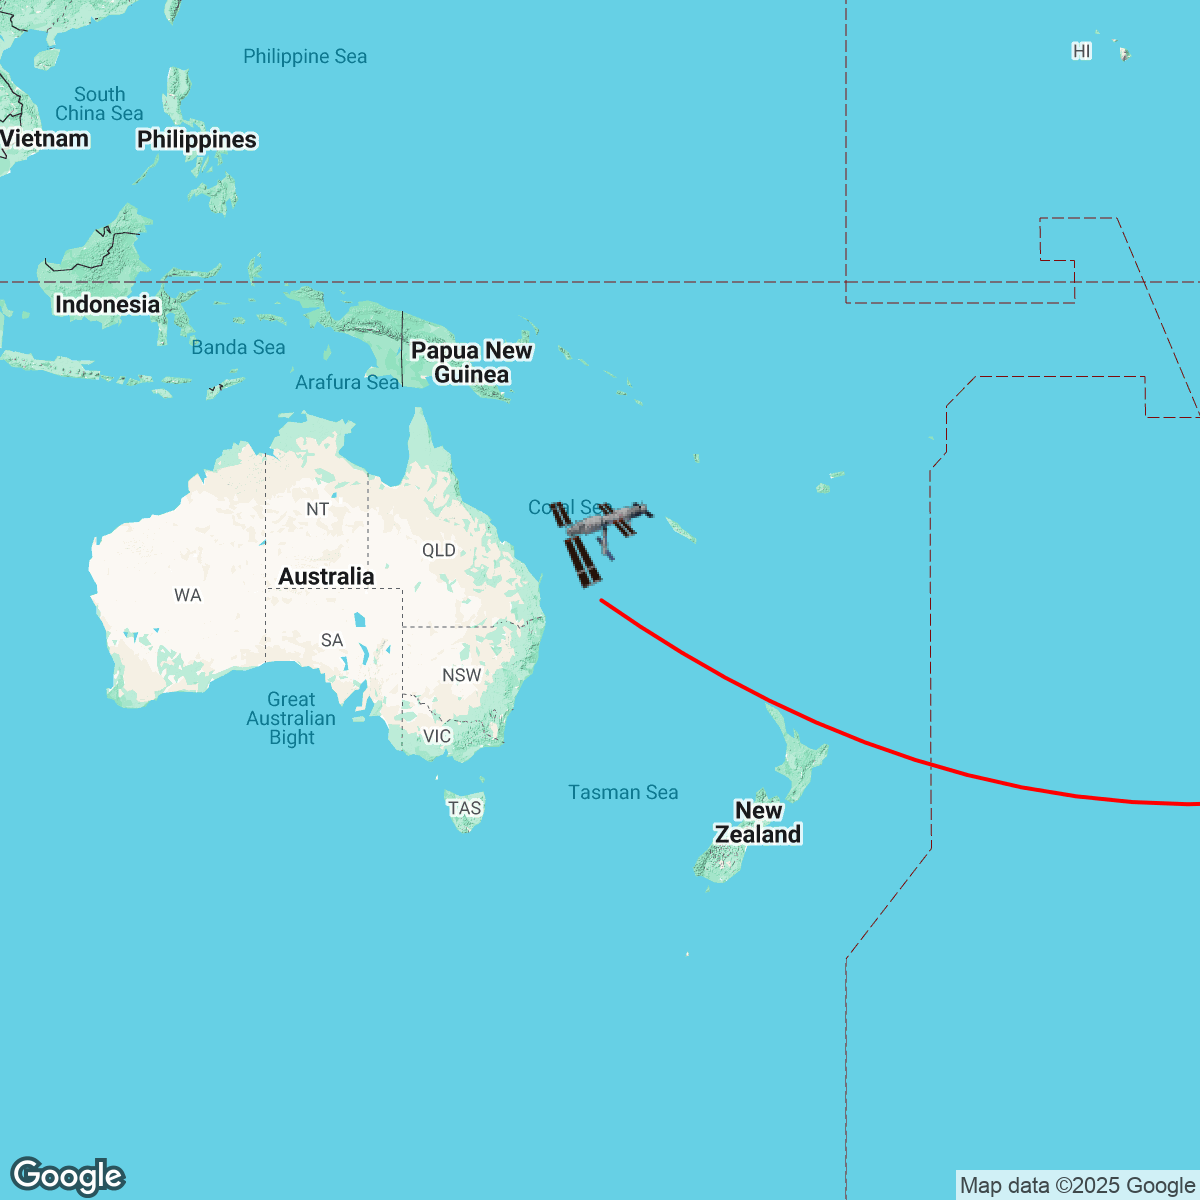 Philippine Sea
HI
South
China Sea
Vietnam
Philippines
Indonesia
Banda Sea
Papua New
Guinea
Arafura Sea
Coral Sea
NT
QLD
Australia
WA
SA
NSW
Great
Australian
Bight
VIC
Tasman Sea
TAS
New
Zealand
Google
Map data ©2025 Google